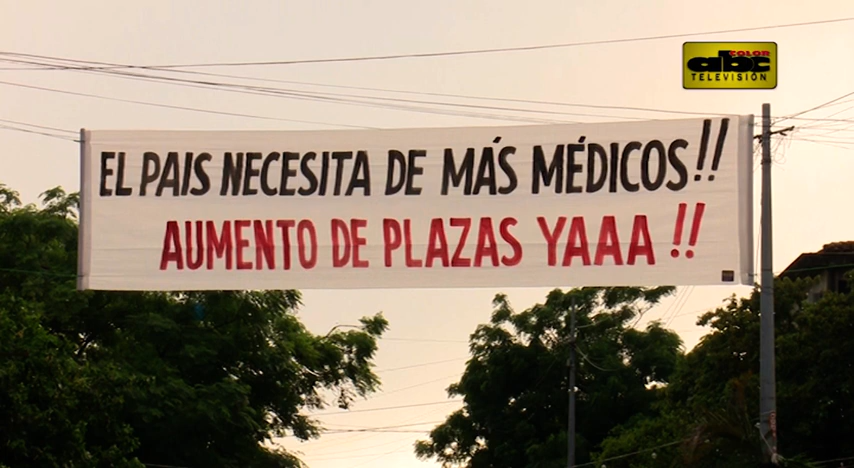 COLOR
abc
TELEVISIÓN
EL PAIS NECESITA DE MÁS MÉDICOS!!
AUMENTO DE PLAZAS YAAA!!